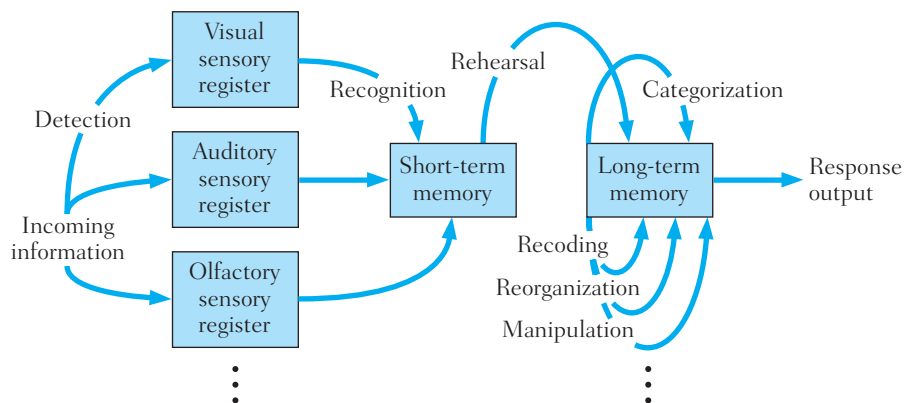 Visual
sensory
register
Detection
Recognition
Rehearsal
Categorization
Auditory
sensory
register
Short-term
memory
Long-term
memory
Response
output
Incoming
information
Olfactory
sensory
register
Recoding
Reorganization
Manipulation